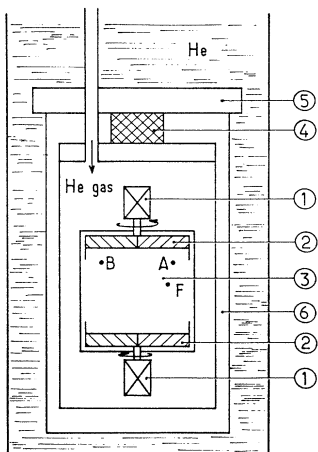 He
⑤
④
He gas
①
②
B
A
③
F
⑥
②
①